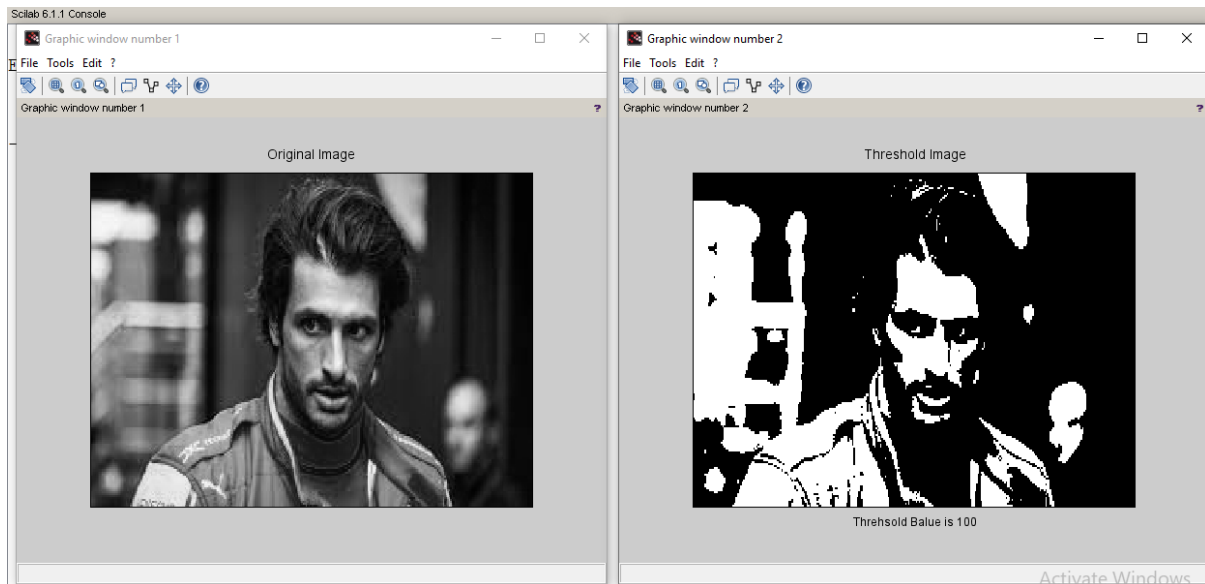 Scilab 6.1.1 Console
Graphic window number 1
File Tools Edit ?
Graphic window number 1 ?
Original Image
Graphic window number 2
File Tools Edit ?
Graphic window number 2 ?
Threshold Image
Threhsold Balue is 100
Activate Windows